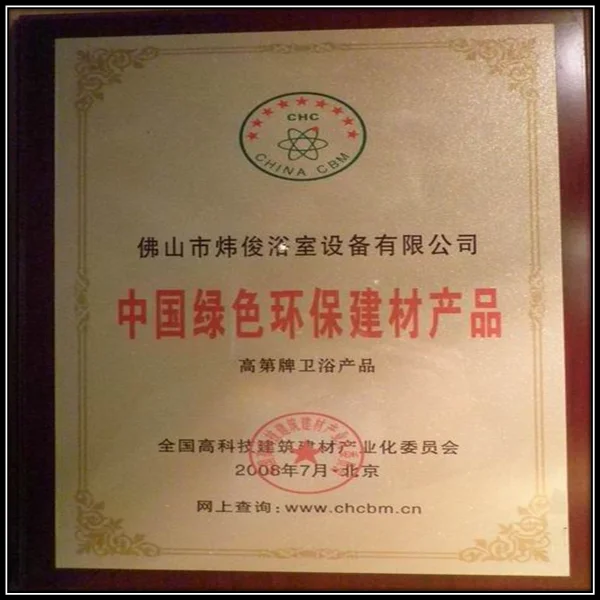 CHC
CHINA CBM
佛山市炜俊浴室设备有限公司
中国绿色环保建材产品
高第牌卫浴产品
全国高科技建筑建材产业化委员会
2008年7月·北京
网上查询:www.chcbm.cn